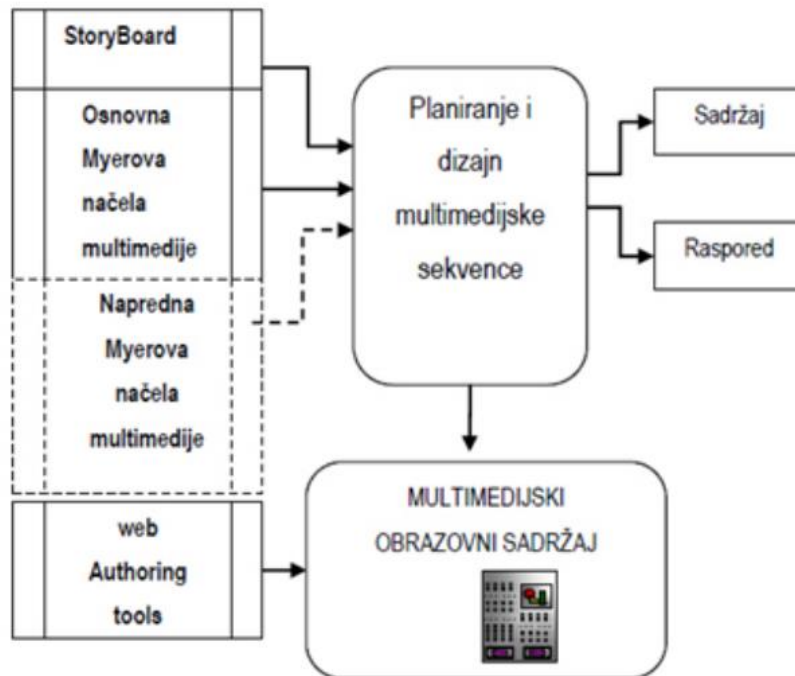 StoryBoard
Osnovna
Myerova
načela
multimedije
Napredna
Myerova
načela
multimedije
web
Authoring
tools
Planiranje i
dizajn
multimedijske
sekvence
Sadržaj
Raspored
MULTIMEDIJSKI
OBRAZOVNI SADRŽAJ